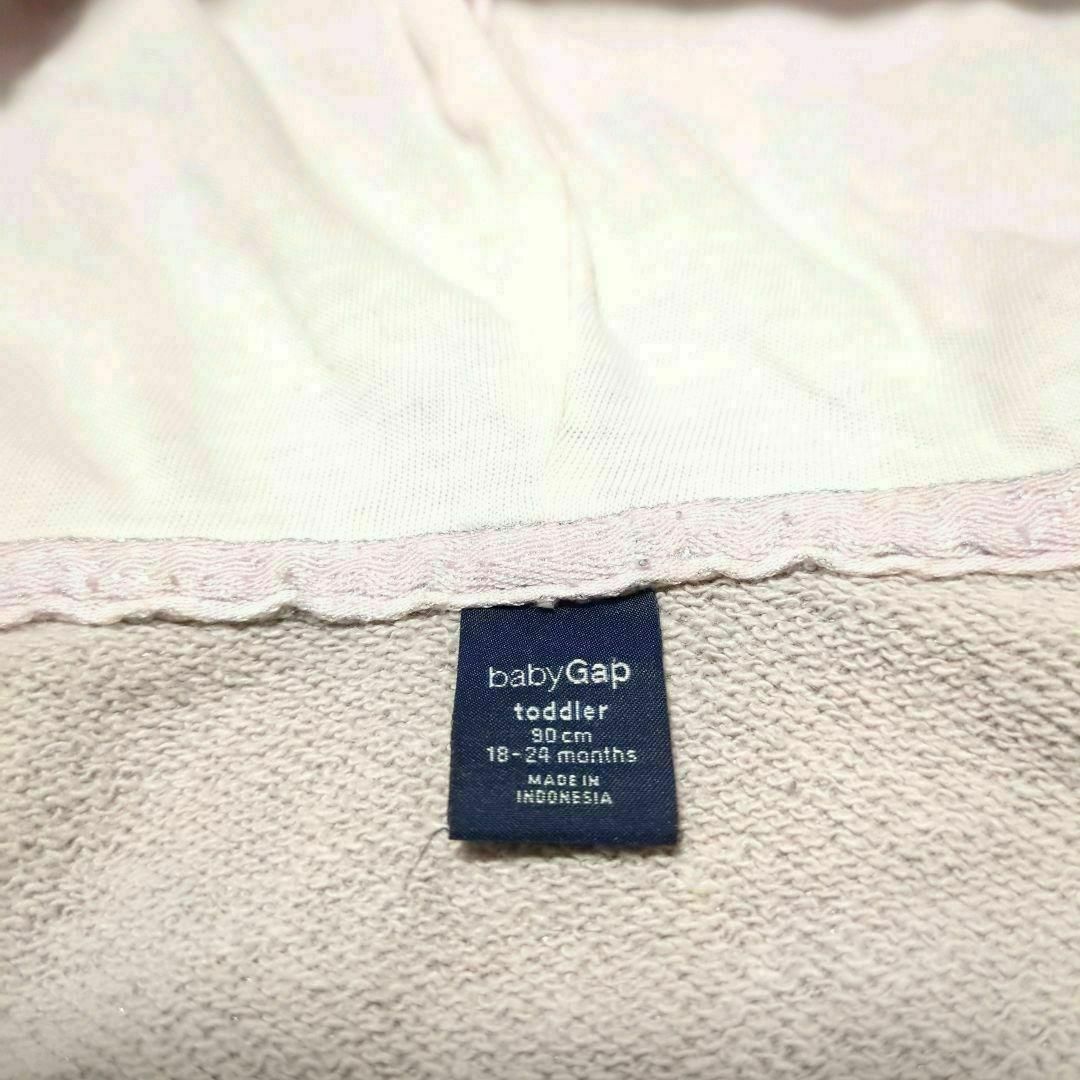 babyGap
toddler
90 cm
18-24 months
MADE IN
INDONESIA